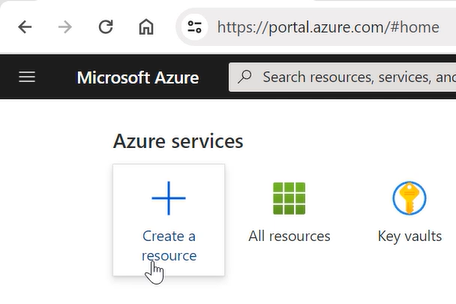 https://portal.azure.com/#home
Microsoft Azure
Search resources, services, and
Azure services
Create a
resource
All resources
Key vaults